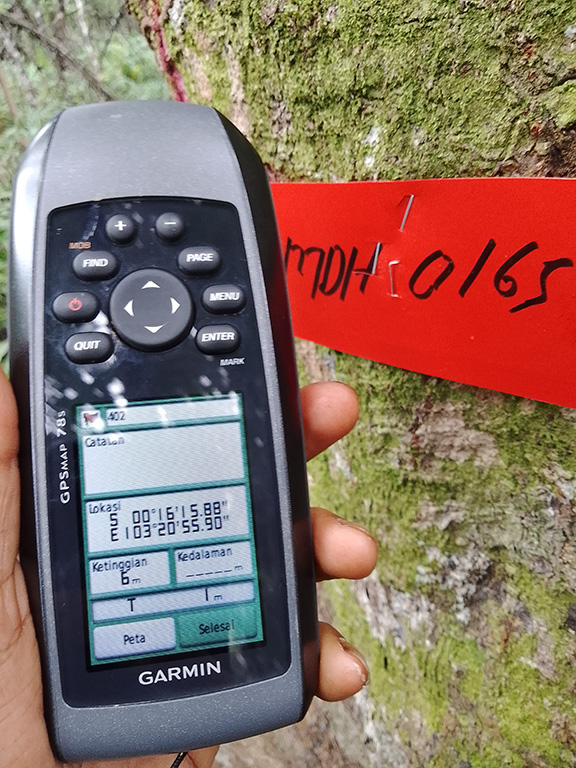 MDH 0165
+ -
MOB
FIND PAGE
MENU
QUIT ENTER
MARK
GPSMAP 78s
402
Catatan
Lokasi
S 00°16'15.88"
E 103°20'55.90"
Ketinggian Kedalaman
6m _____m
T 1m
Peta Selesai
GARMIN